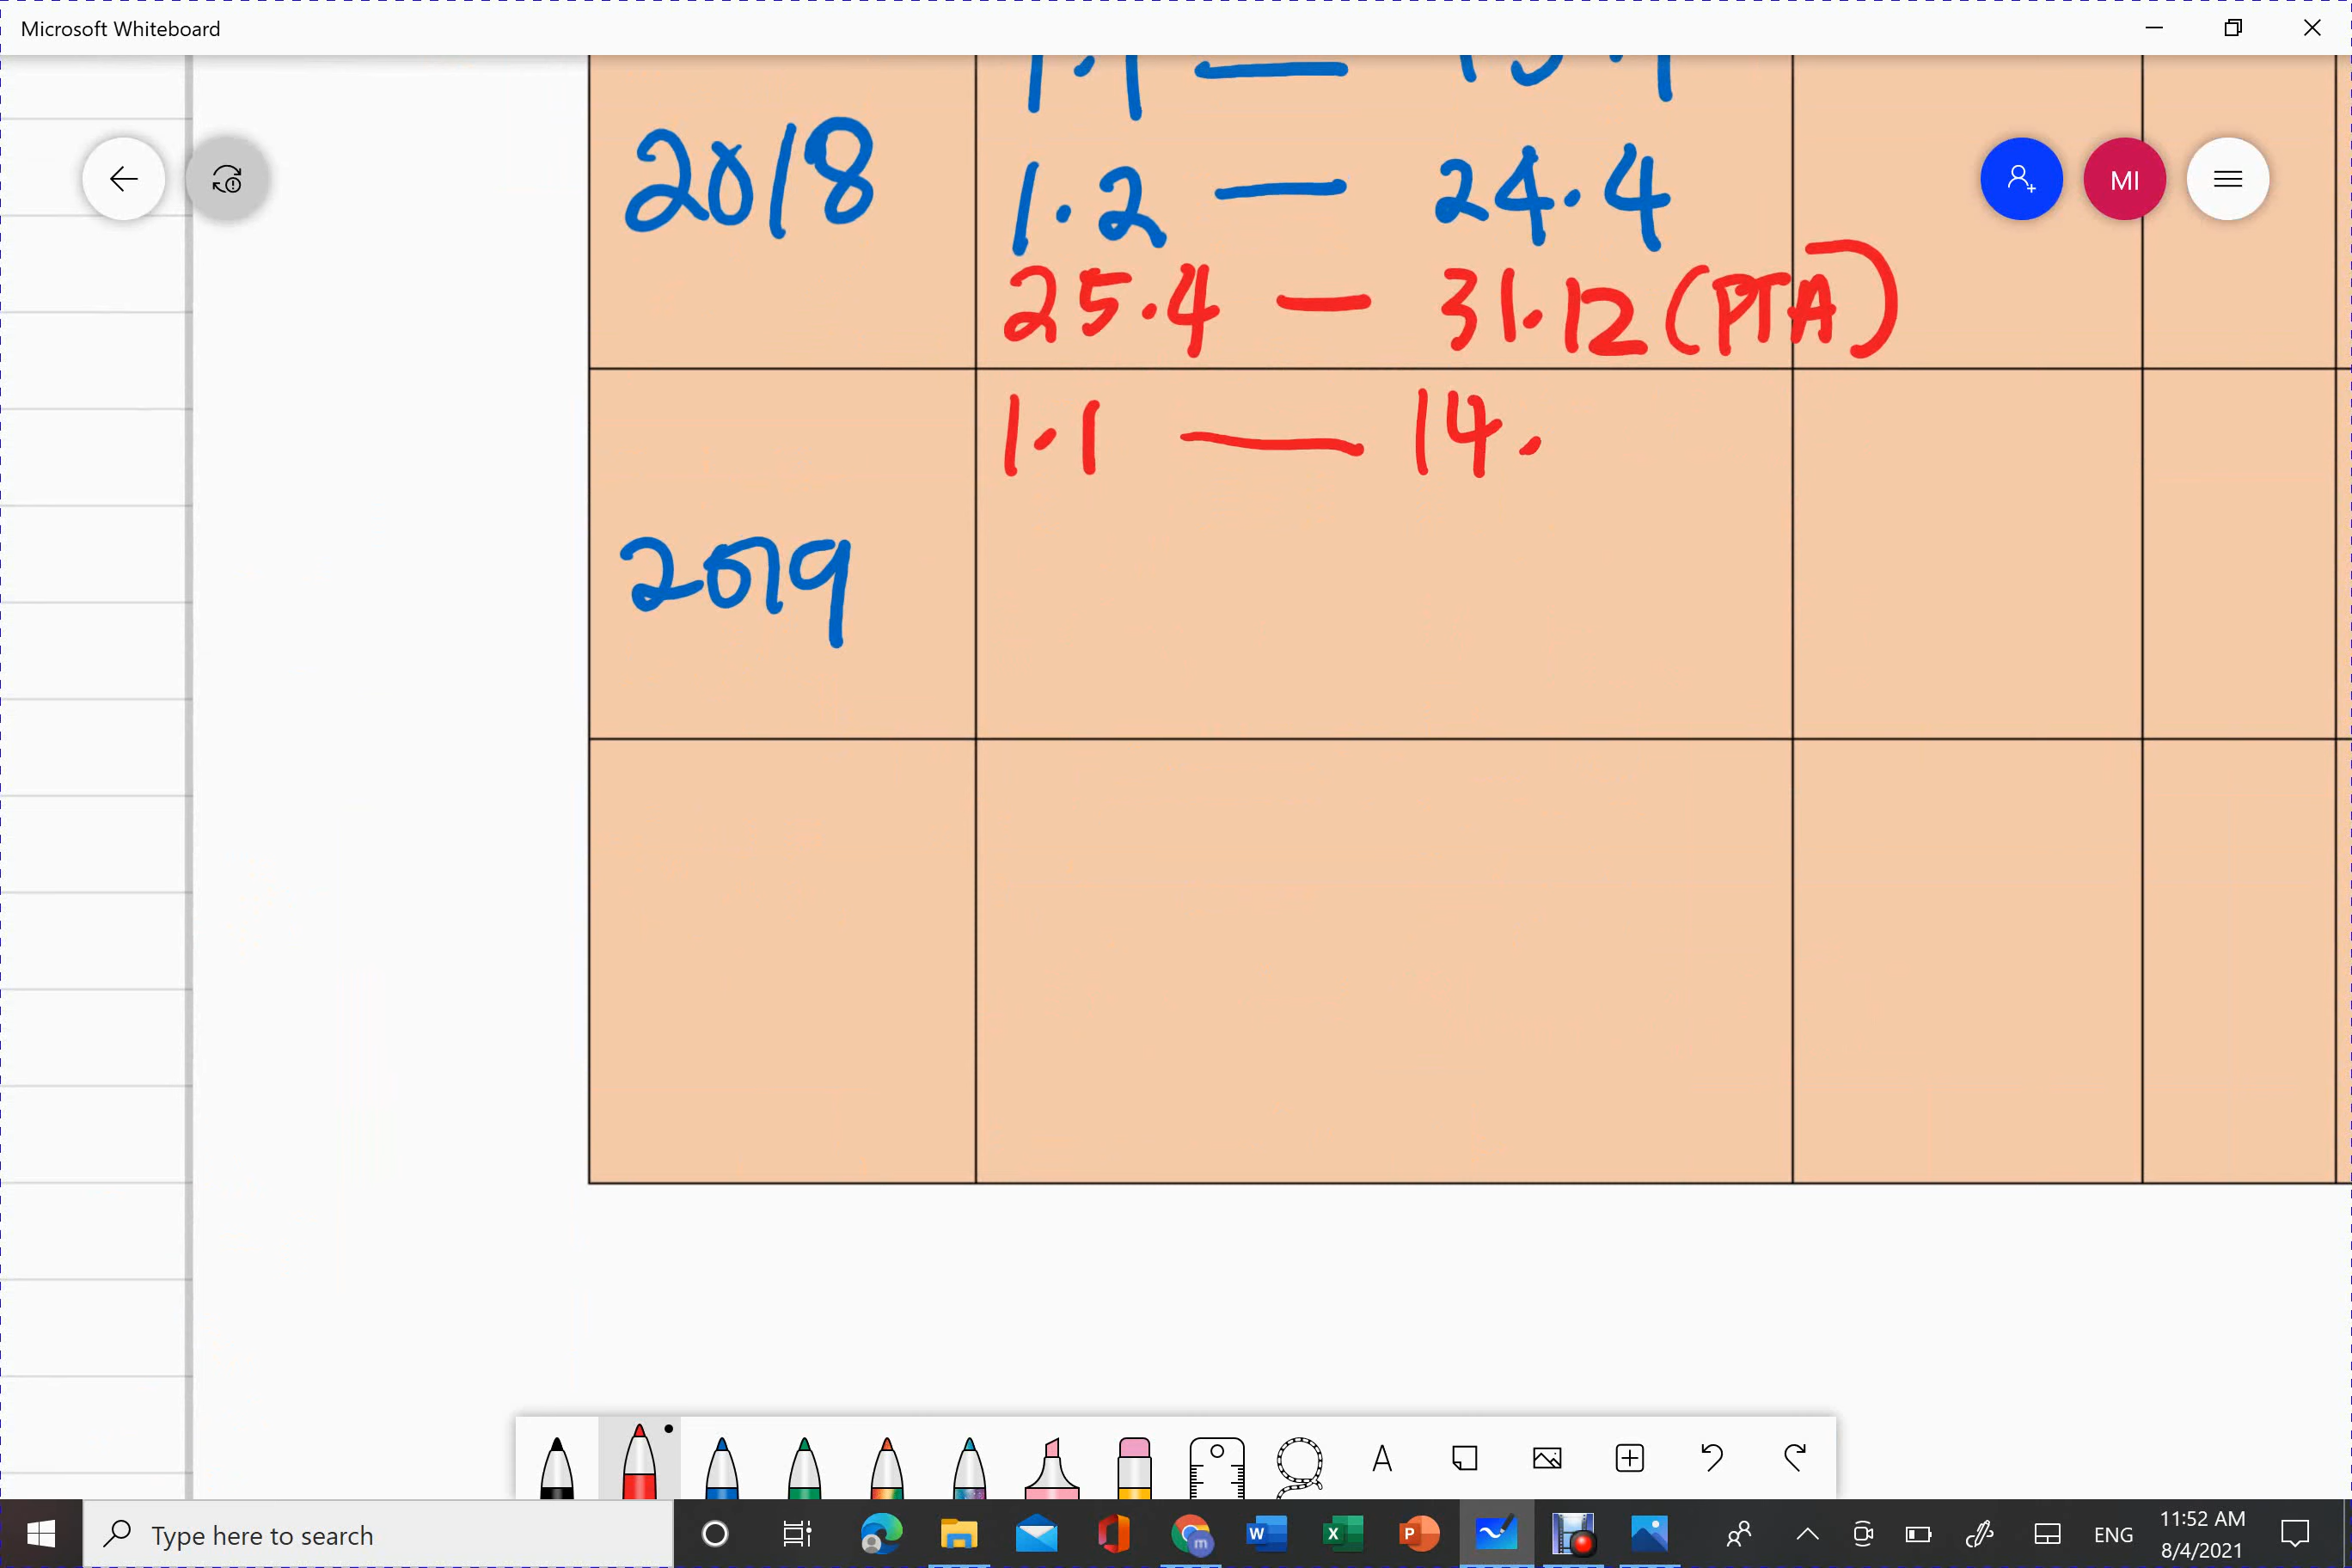 Microsoft Whiteboard
2018
1.2 — 24.4
MI
25.4 — 31.12 (PTA)
1.1 — 14.
2019
Type here to search
ENG
11:52 AM
8/4/2021